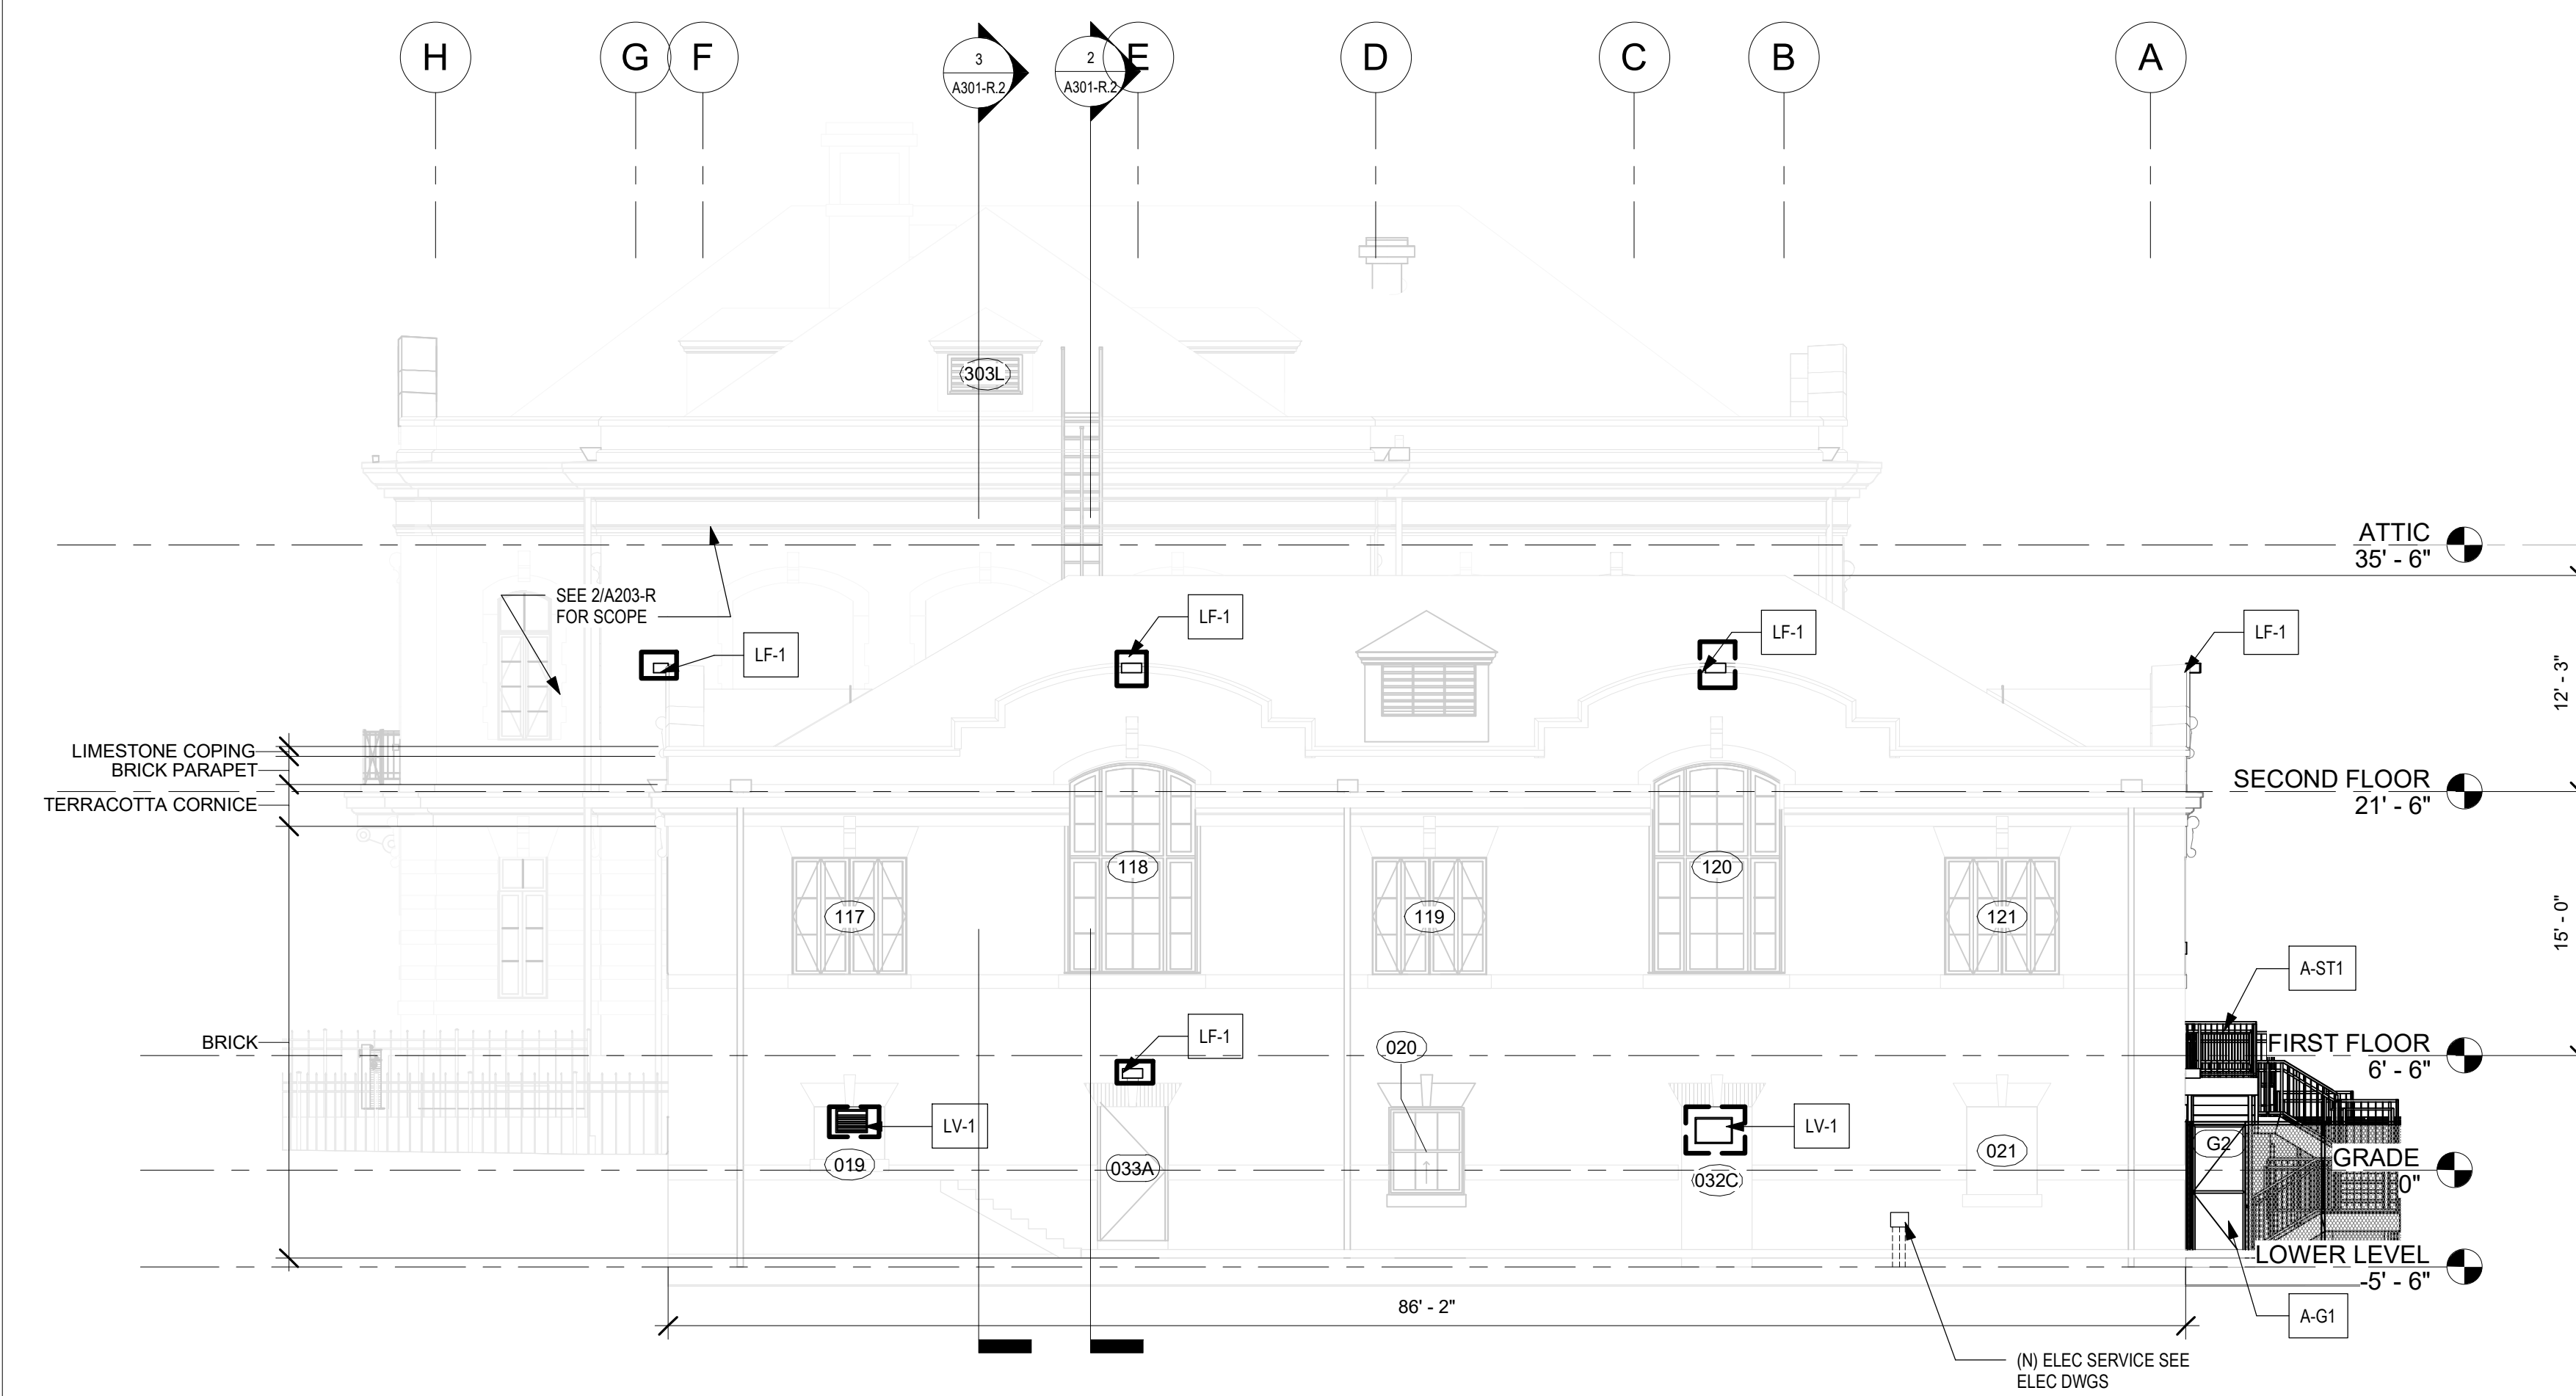 H
G
F
3
A301-R.2
2
A301-R.2
E
D
C
B
A
303L
ATTIC
35' - 6"
SEE 2/A203-R
FOR SCOPE
LF-1
LF-1
LF-1
LF-1
12' - 3"
LIMESTONE COPING
BRICK PARAPET
TERRACOTTA CORNICE
SECOND FLOOR
21' - 6"
117
118
119
120
121
15' - 0"
A-ST1
BRICK
LF-1
020
FIRST FLOOR
6' - 6"
LV-1
LV-1
019
033A
032C
021
G2
GRADE
0"
LOWER LEVEL
-5' - 6"
86' - 2"
A-G1
(N) ELEC SERVICE SEE
ELEC DWGS